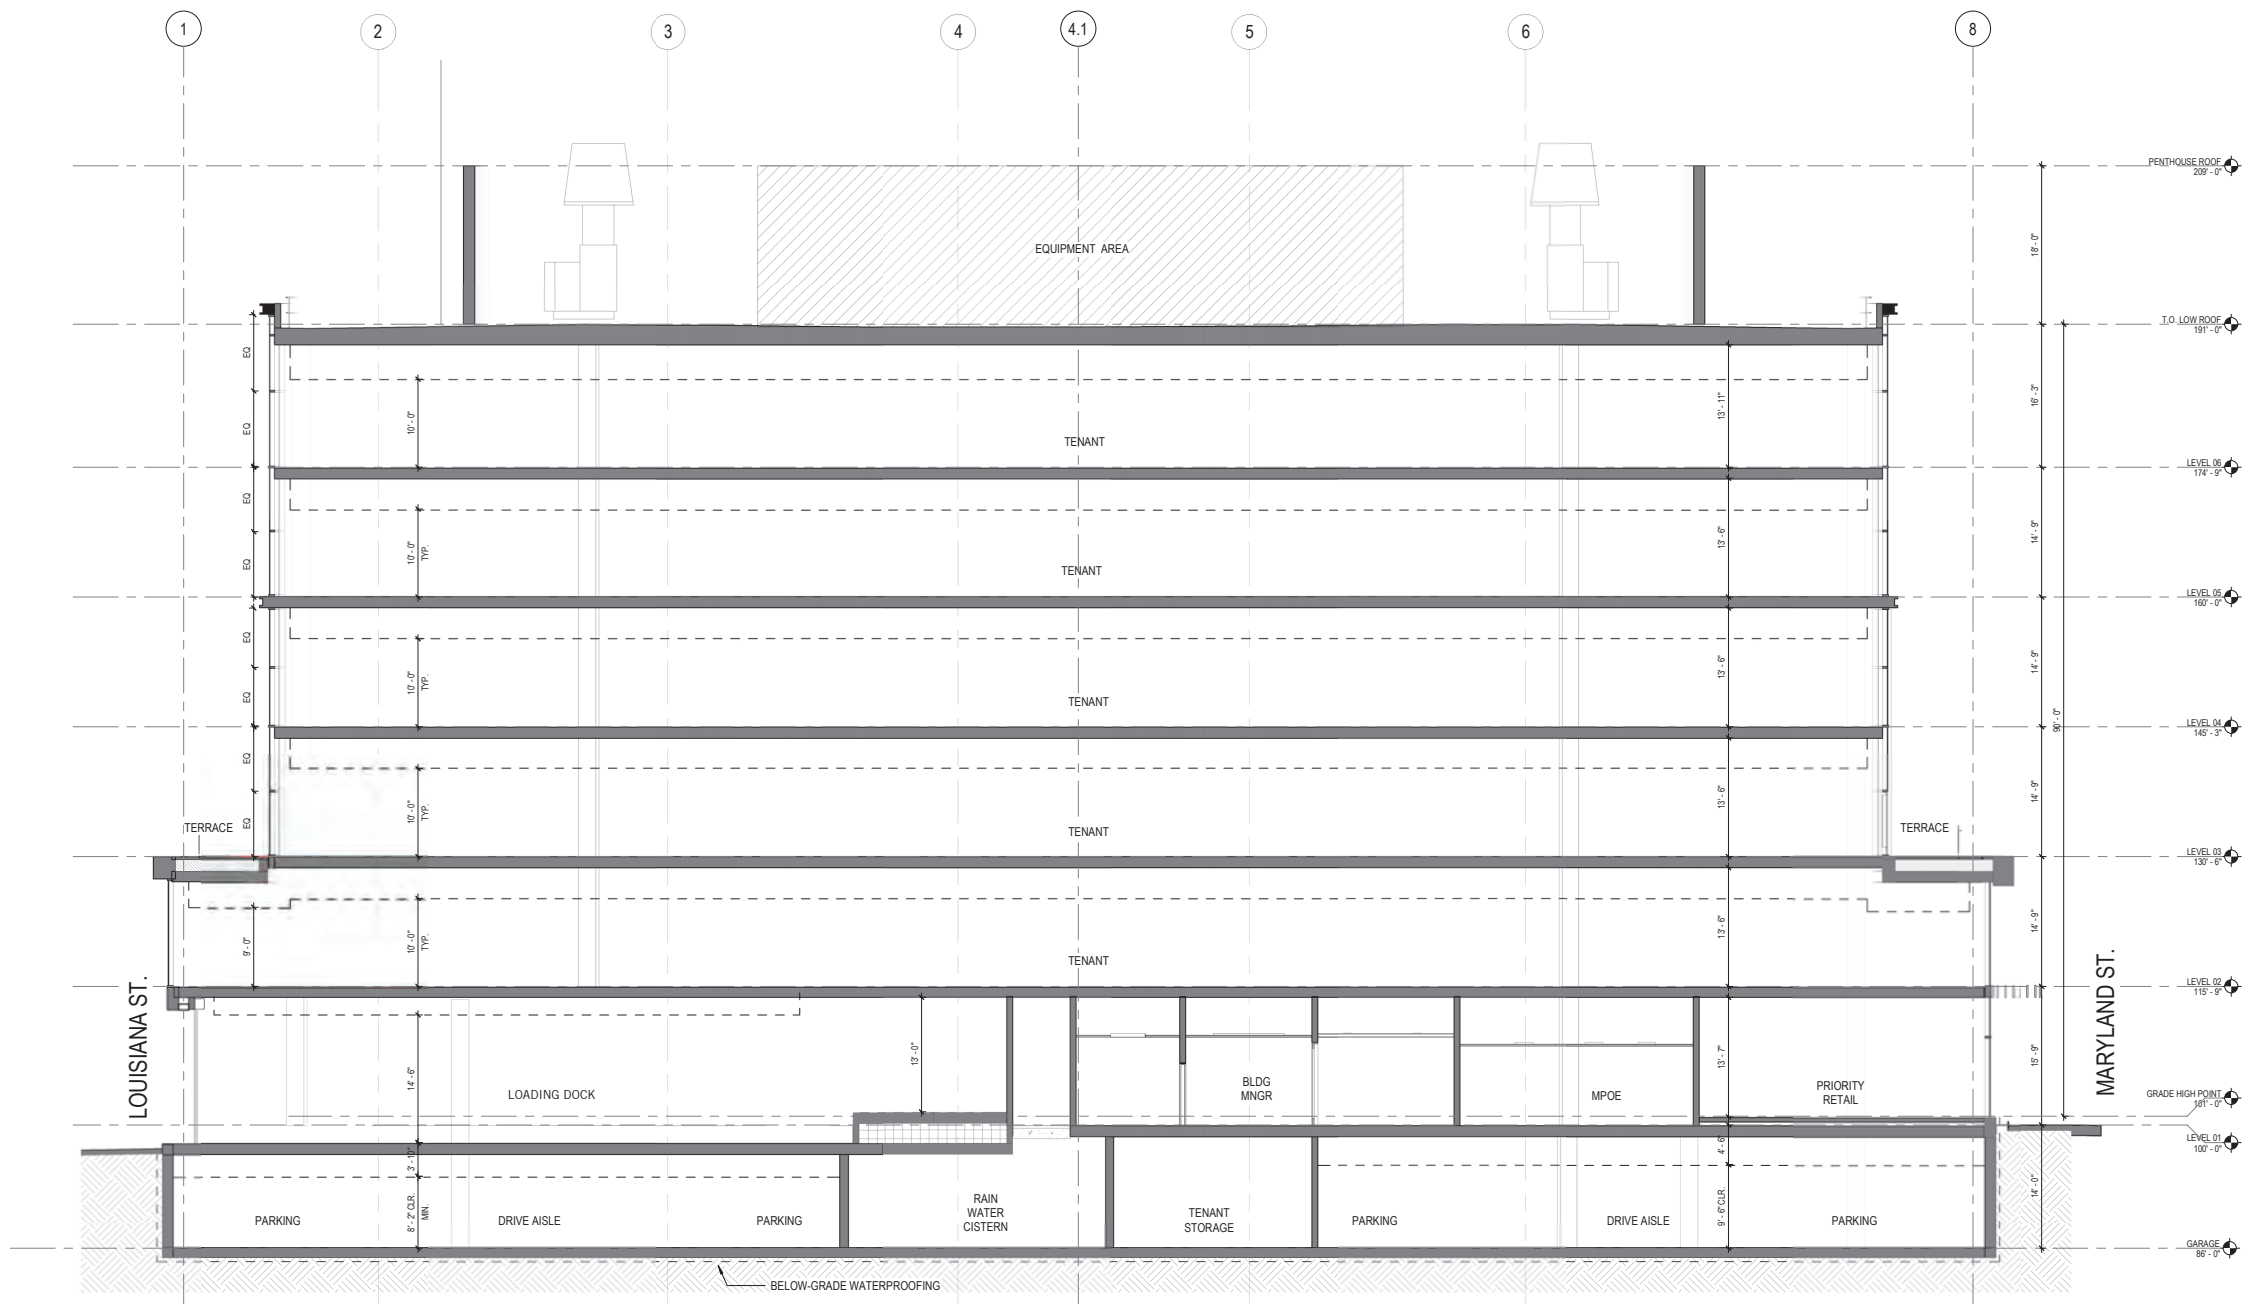 1
2
3
4
4.1
5
6
8
PENTHOUSE ROOF
209' - 0"
18' - 0"
EQUIPMENT AREA
T.O. LOW ROOF
191' - 0"
EQ
EQ
10' - 0"
13' - 11"
16' - 3"
TENANT
LEVEL 06
174' - 9"
EQ
EQ
10' - 0"
TYP.
13' - 6"
14' - 9"
TENANT
LEVEL 05
160' - 0"
EQ
EQ
10' - 0"
TYP.
13' - 6"
14' - 9"
90' - 0"
TENANT
LEVEL 04
145' - 3"
EQ
EQ
10' - 0"
TYP.
13' - 6"
14' - 9"
TERRACE
TENANT
TERRACE
LEVEL 03
130' - 6"
9' - 0"
10' - 0"
TYP.
13' - 6"
14' - 9"
TENANT
LEVEL 02
115' - 9"
LOUISIANA ST.
MARYLAND ST.
14' - 6"
13' - 0"
13' - 7"
15' - 9"
LOADING DOCK
BLDG
MNGR
MPOE
PRIORITY
RETAIL
GRADE HIGH POINT
101' - 0"
LEVEL 01
100' - 0"
3' - 10"
4' - 6"
8' - 2" CLR.
MIN.
9' - 6" CLR.
14' - 0"
PARKING
DRIVE AISLE
PARKING
RAIN
WATER
CISTERN
TENANT
STORAGE
PARKING
DRIVE AISLE
PARKING
GARAGE
86' - 0"
BELOW-GRADE WATERPROOFING